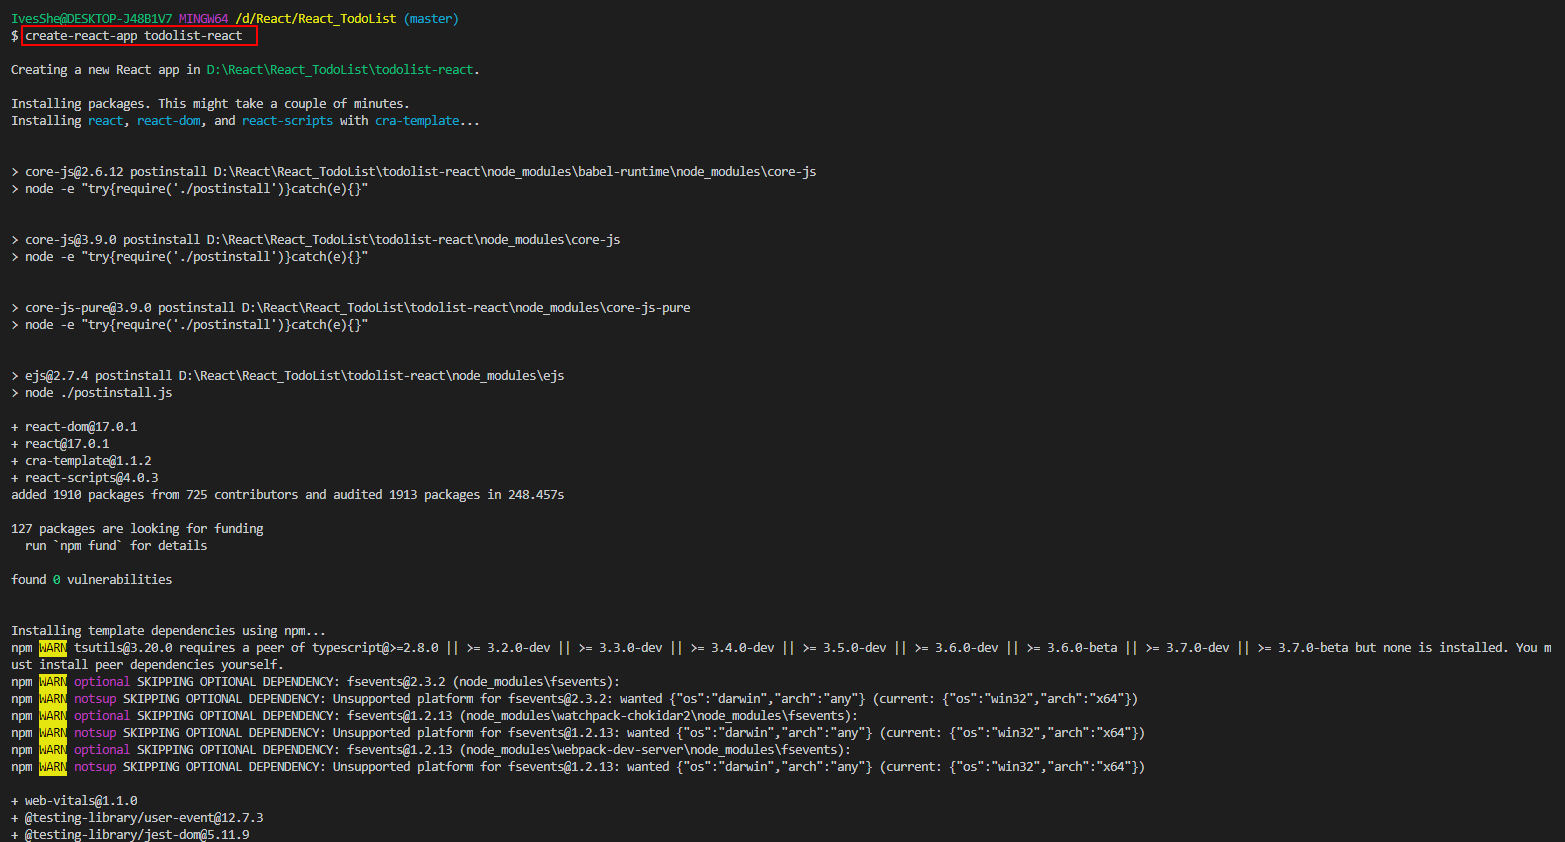 IvesShe@DESKTOP-J48B1V7 MINGW64 /d/React/React_TodoList (master)
$ create-react-app todolist-react
Creating a new React app in D:\React\React_TodoList\todolist-react.
Installing packages. This might take a couple of minutes.
Installing react, react-dom, and react-scripts with cra-template...
> core-js@2.6.12 postinstall D:\React\React_TodoList\todolist-react\node_modules\babel-runtime\node_modules\core-js
> node -e "try{require('./postinstall')}catch(e){}"
> core-js@3.9.0 postinstall D:\React\React_TodoList\todolist-react\node_modules\core-js
> node -e "try{require('./postinstall')}catch(e){}"
> core-js-pure@3.9.0 postinstall D:\React\React_TodoList\todolist-react\node_modules\core-js-pure
> node -e "try{require('./postinstall')}catch(e){}"
> ejs@2.7.4 postinstall D:\React\React_TodoList\todolist-react\node_modules\ejs
> node ./postinstall.js
+ react-dom@17.0.1
+ react@17.0.1
+ cra-template@1.1.2
+ react-scripts@4.0.3
added 1910 packages from 725 contributors and audited 1913 packages in 248.457s
127 packages are looking for funding
run `npm fund` for details
found 0 vulnerabilities
Installing template dependencies using npm...
npm WARN tsutils@3.20.0 requires a peer of typescript@>=2.8.0 || >= 3.2.0-dev || >= 3.3.0-dev || >= 3.4.0-dev || >= 3.5.0-dev || >= 3.6.0-dev || >= 3.6.0-beta || >= 3.7.0-dev || >= 3.7.0-beta but none is installed. You m
ust install peer dependencies yourself.
npm WARN optional SKIPPING OPTIONAL DEPENDENCY: fsevents@2.3.2 (node_modules\fsevents):
npm WARN notsup SKIPPING OPTIONAL DEPENDENCY: Unsupported platform for fsevents@2.3.2: wanted {"os":"darwin","arch":"any"} (current: {"os":"win32","arch":"x64"})
npm WARN optional SKIPPING OPTIONAL DEPENDENCY: fsevents@1.2.13 (node_modules\watchpack-chokidar2\node_modules\fsevents):
npm WARN notsup SKIPPING OPTIONAL DEPENDENCY: Unsupported platform for fsevents@1.2.13: wanted {"os":"darwin","arch":"any"} (current: {"os":"win32","arch":"x64"})
npm WARN optional SKIPPING OPTIONAL DEPENDENCY: fsevents@1.2.13 (node_modules\webpack-dev-server\node_modules\fsevents):
npm WARN notsup SKIPPING OPTIONAL DEPENDENCY: Unsupported platform for fsevents@1.2.13: wanted {"os":"darwin","arch":"any"} (current: {"os":"win32","arch":"x64"})
+ web-vitals@1.1.0
+ @testing-library/user-event@12.7.3
+ @testing-library/jest-dom@5.11.9